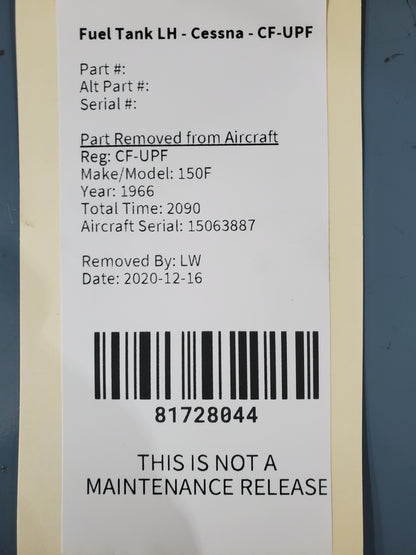 Fuel Tank LH - Cessna - CF-UPF
Part #:
Alt Part #:
Serial #:
Part Removed from Aircraft
Reg: CF-UPF
Make/Model: 150F
Year: 1966
Total Time: 2090
Aircraft Serial: 15063887
Removed By: LW
Date: 2020-12-16
81728044
THIS IS NOT A
MAINTENANCE RELEASE